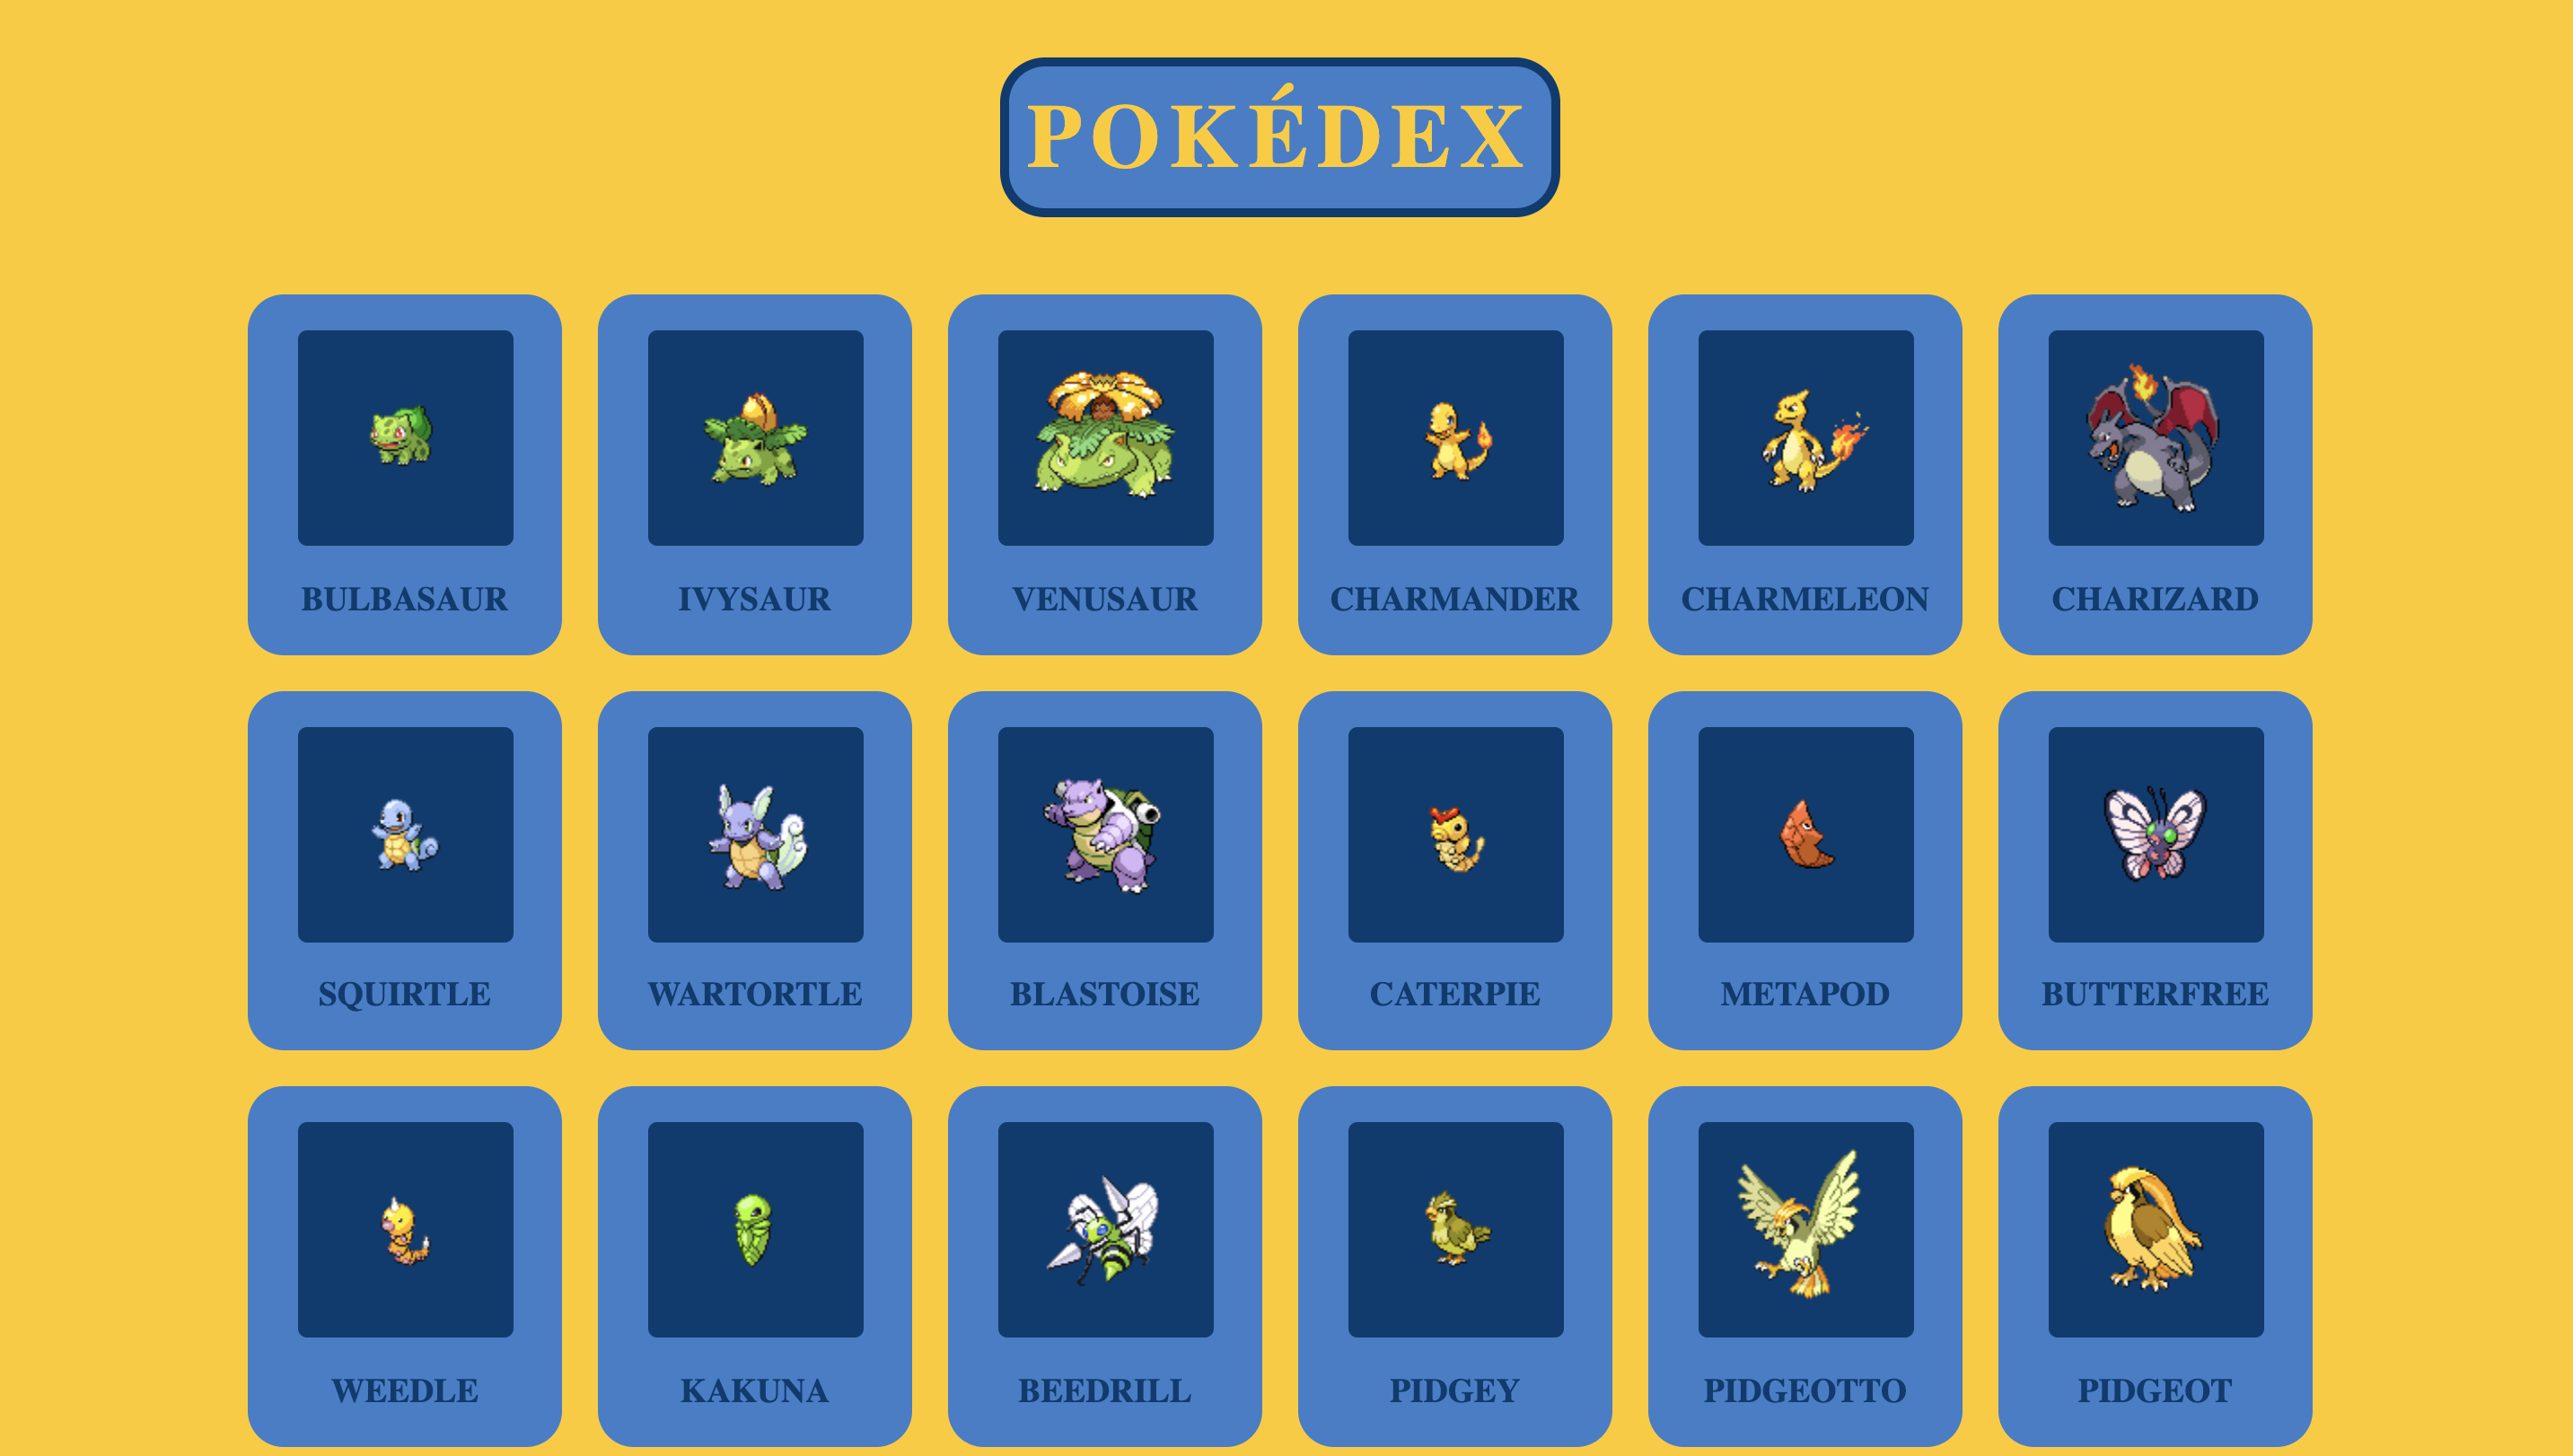 POKÉDEX
BULBASAUR
IVYSAUR
VENUSAUR
CHARMANDER
CHARMELEON
CHARIZARD
SQUIRTLE
WARTORTLE
BLASTOISE
CATERPIE
METAPOD
BUTTERFREE
WEEDLE
KAKUNA
BEEDRILL
PIDGEY
PIDGEOTTO
PIDGEOT